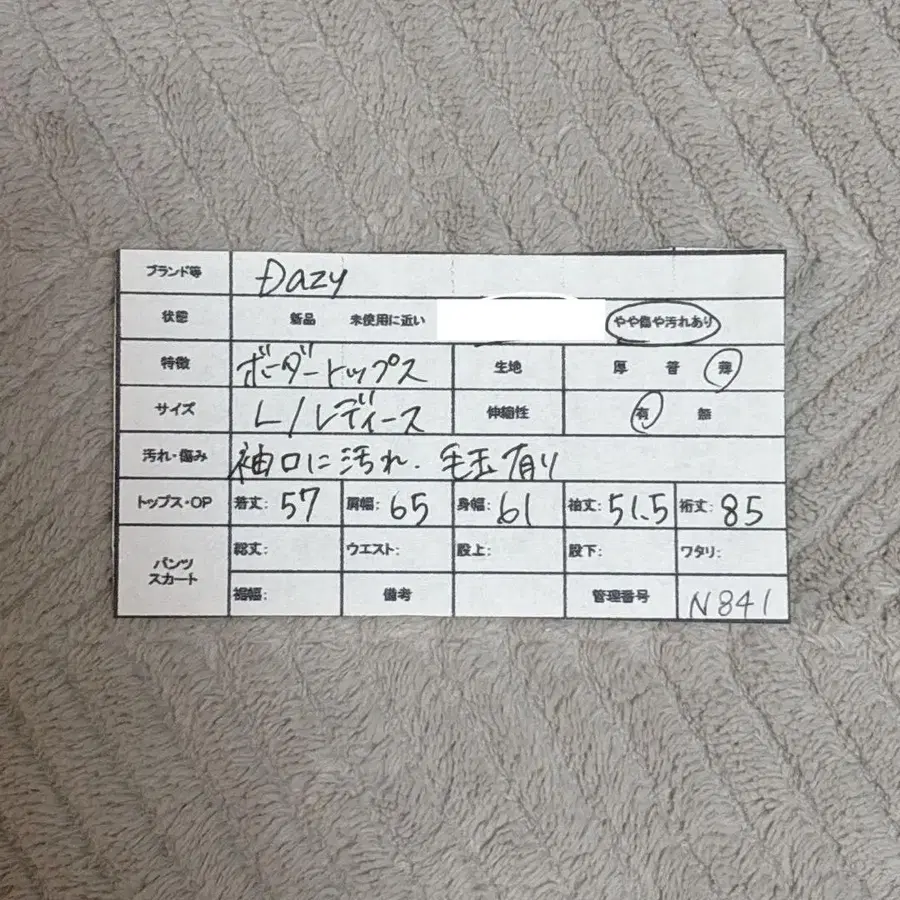 ブランド等 Dazy
状態 新品 未使用に近い やや傷や汚れあり
特徴 ボーダートップス 生地 厚 普 薄
サイズ L/レディース 伸縮性 有 無
汚れ・傷み 袖口に汚れ、毛玉有り
トップス・OP 着丈: 57 肩幅: 65 身幅: 61 袖丈: 51.5 裄丈: 85
パンツ スカート 総丈: ウエスト: 股上: 股下: ワタリ:
裾幅: 備考 管理番号 N841